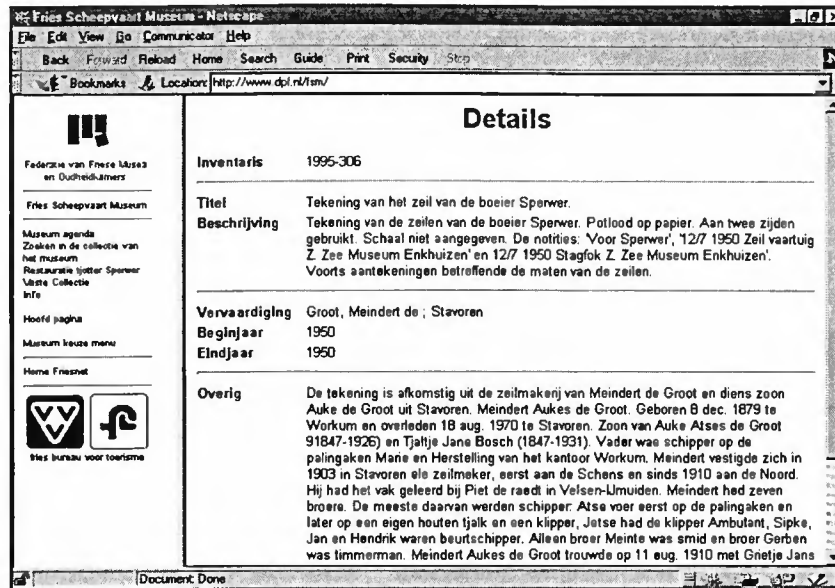 Fries Scheepvaart Museum - Netscape
File Edit View Go Communicator Help
Back Forward Reload Home Search Guide Print Security Stop
Bookmarks Location: http://www.dpl.nl/fsm/
Federatie van Friese Musea
en Oudheidkamers
Fries Scheepvaart Museum
Museum agenda
Zoeken in de collectie van
het museum
Restauratie tjotter Sperwer
Vaste Collectie
Info
Hoofd pagina
Museum keuze menu
Home Friesnet
fries bureau voor toerisme
Details
Inventaris 1995-306
Titel Tekening van het zeil van de boeier Sperwer.
Beschrijving Tekening van de zeilen van de boeier Sperwer. Potlood op papier. Aan twee zijden
gebruikt. Schaal niet aangegeven. De notities: 'Voor Sperwer', '12/7 1950 Zeil vaartuig
Z. Zee Museum Enkhuizen' en 12/7 1950 Stagfok Z. Zee Museum Enkhuizen'.
Voorts aantekeningen betreffende de maten van de zeilen.
Vervaardiging Groot, Meindert de ; Stavoren
Beginjaar 1950
Eindjaar 1950
Overig De tekening is afkomstig uit de zeilmakerij van Meindert de Groot en diens zoon
Auke de Groot uit Stavoren. Meindert Aukes de Groot. Geboren 8 dec. 1879 te
Workum en overleden 18 aug. 1970 te Stavoren. Zoon van Auke Atses de Groot
91847-1926) en Tjaltje Jans Bosch (1847-1931). Vader was schipper op de
palingaken Marie en Herstelling van het kantoor Workum. Meindert vestigde zich in
1903 in Stavoren als zeilmaker, eerst aan de Schans en sinds 1910 aan de Noord.
Hij had het vak geleerd bij Piet de raadt in Velsen-IJmuiden. Meindert had zeven
broers. De meeste daarvan werden schipper: Atse voer eerst op de palingaken en
later op een eigen houten tjalk en een klipper, Jetse had de klipper Ambulant, Sipke,
Jan en Hendrik waren beurtschipper. Alleen broer Meinte was smid en broer Gerben
was timmerman. Meindert Aukes de Groot trouwde op 11 aug. 1910 met Grietje Jans
Document: Done